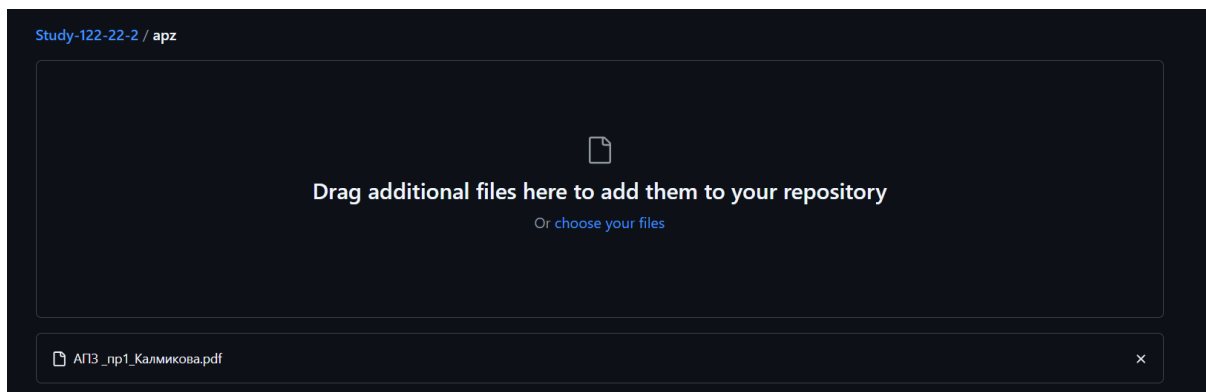 Study-122-22-2 / apz
Drag additional files here to add them to your repository
Or choose your files
АПЗ _пр1_Калмикова.pdf